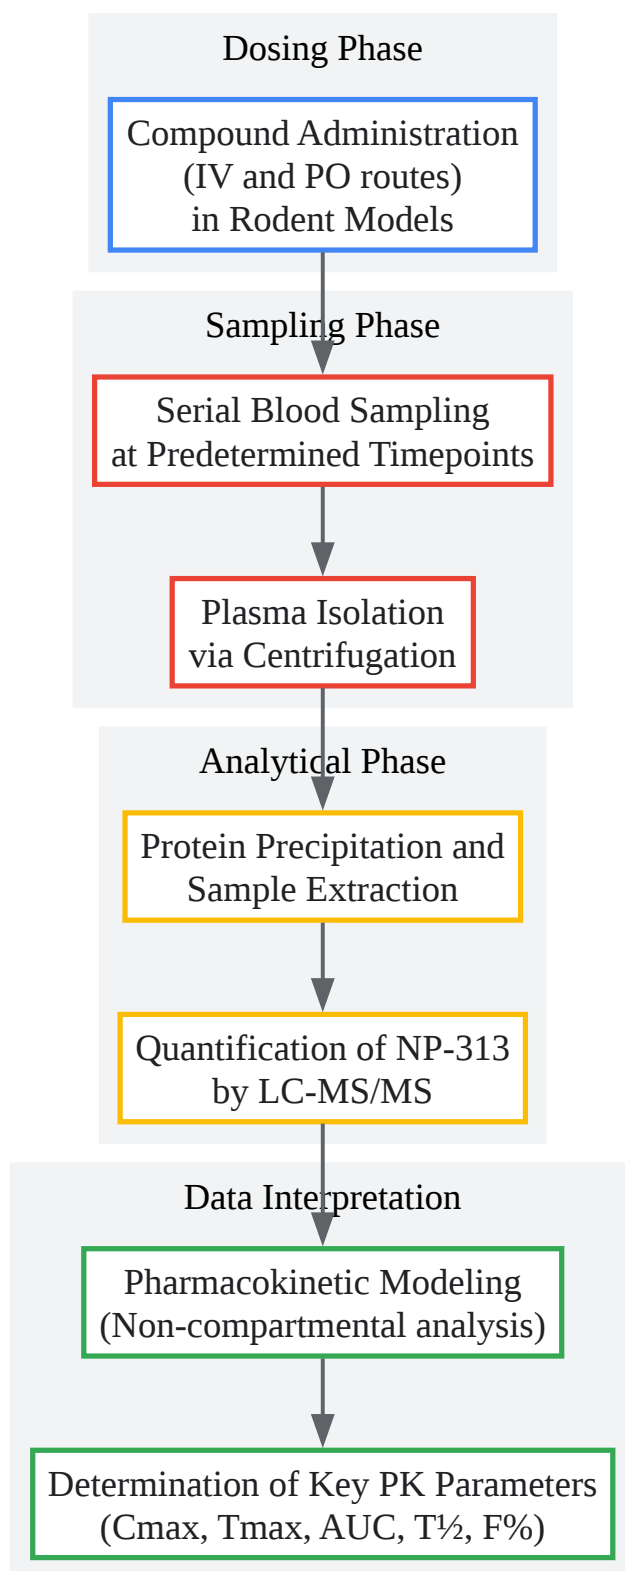 Dosing Phase
Compound Administration
(IV and PO routes)
in Rodent Models
Sampling Phase
Serial Blood Sampling
at Predetermined Timepoints
Plasma Isolation
via Centrifugation
Analytical Phase
Protein Precipitation and
Sample Extraction
Quantification of NP-313
by LC-MS/MS
Data Interpretation
Pharmacokinetic Modeling
(Non-compartmental analysis)
Determination of Key PK Parameters
(Cmax, Tmax, AUC, T½, F%)